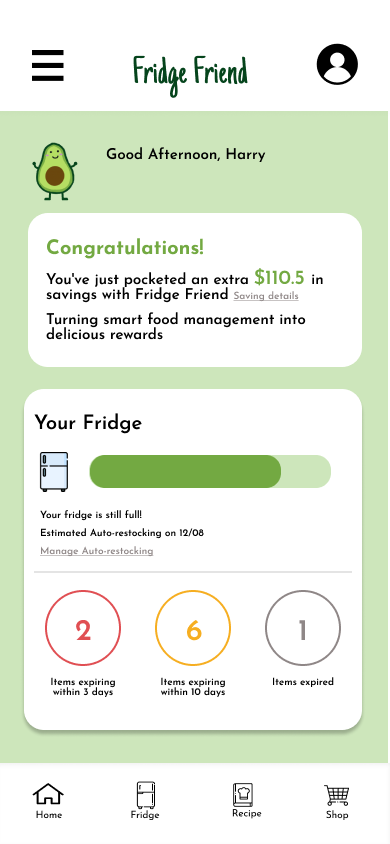 Fridge Friend
Good Afternoon, Harry
Congratulations!
You've just pocketed an extra $110.5 in
savings with Fridge Friend Saving details
Turning smart food management into
delicious rewards
Your Fridge
Your fridge is still full!
Estimated Auto-restocking on 12/08
Manage Auto-restocking
2
6
1
Items expiring
within 3 days
Items expiring
within 10 days
Items expired
Home
Fridge
Recipe
Shop